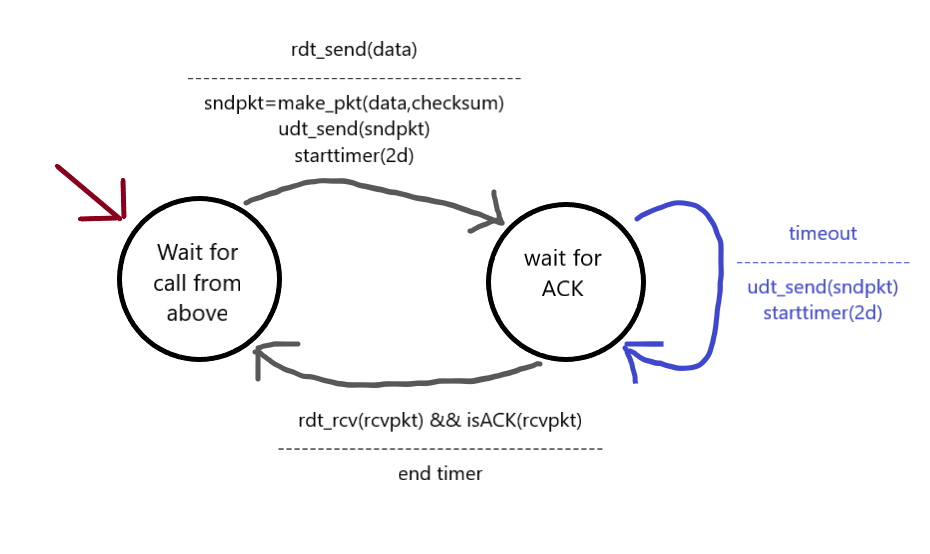 rdt_send(data)
sndpkt=make_pkt(data,checksum)
udt_send(sndpkt)
starttimer(2d)
Wait for
call from
above
wait for
ACK
timeout
udt_send(sndpkt)
starttimer(2d)
rdt_rcv(rcvpkt) && isACK(rcvpkt)
end timer